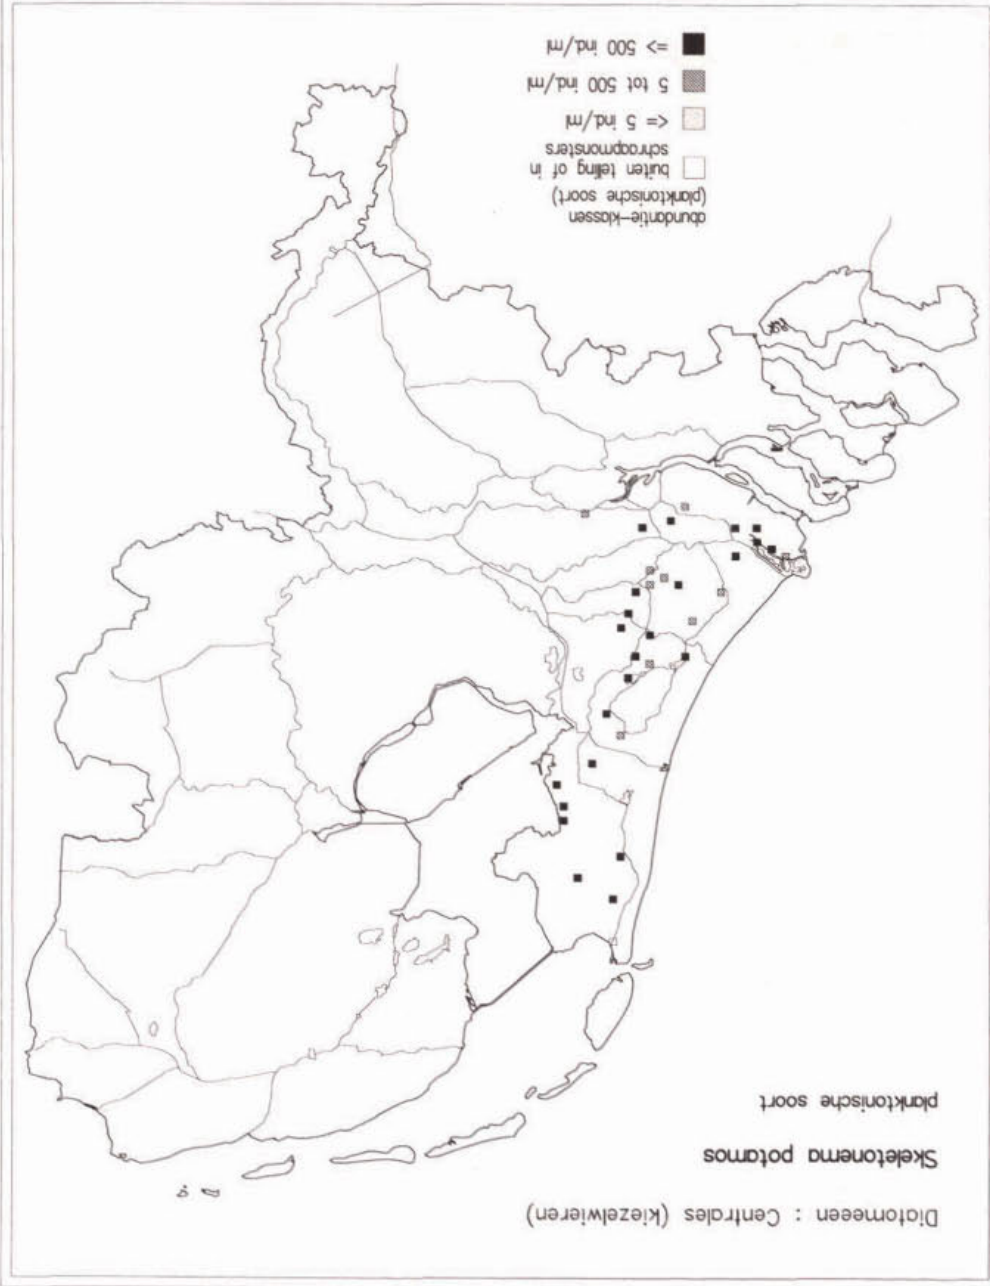 Diatomeeen : Centrales (kiezelwieren)
Skeletonema potamos
planktonische soort
abundantie-klassen
(planktonische soort)
buiten telling of in
schraapmonsters
<= 5 ind./ml
5 tot 500 ind./ml
=> 500 ind./ml